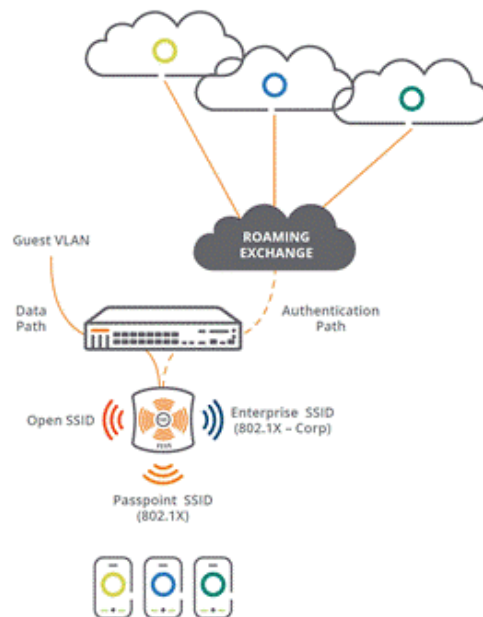 ROAMING
EXCHANGE
Guest VLAN
Data
Path
Authentication
Path
Open SSID
Enterprise SSID
(802.1X – Corp)
Passpoint SSID
(802.1X)